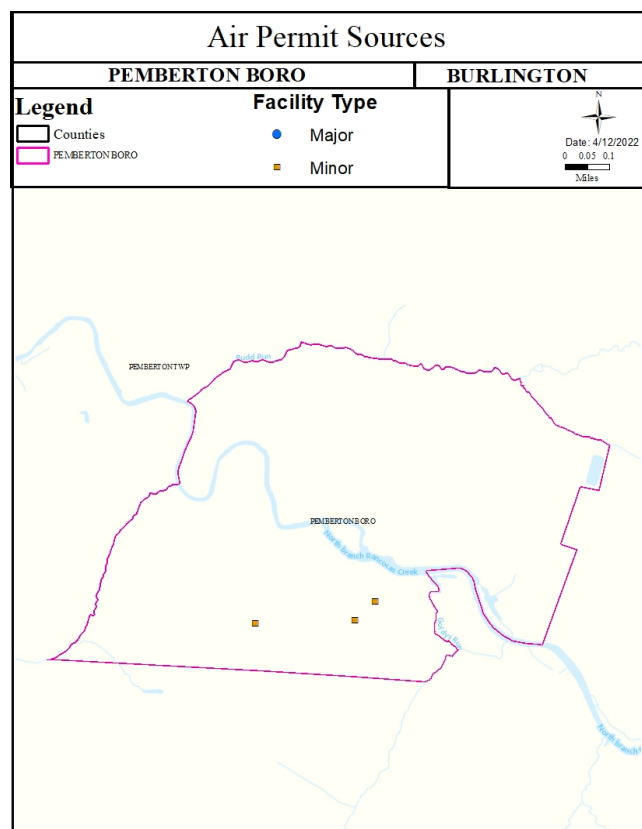 Air Permit Sources
PEMBERTON BORO
BURLINGTON
Legend
Counties
PEMBERTON BORO
Facility Type
Major
Minor
N
Date: 4/12/2022
0 0.05 0.1
Miles
Budd Run
PEMBERTON TWP
PEMBERTON BORO
North Branch Rancocas Creek
North Branch